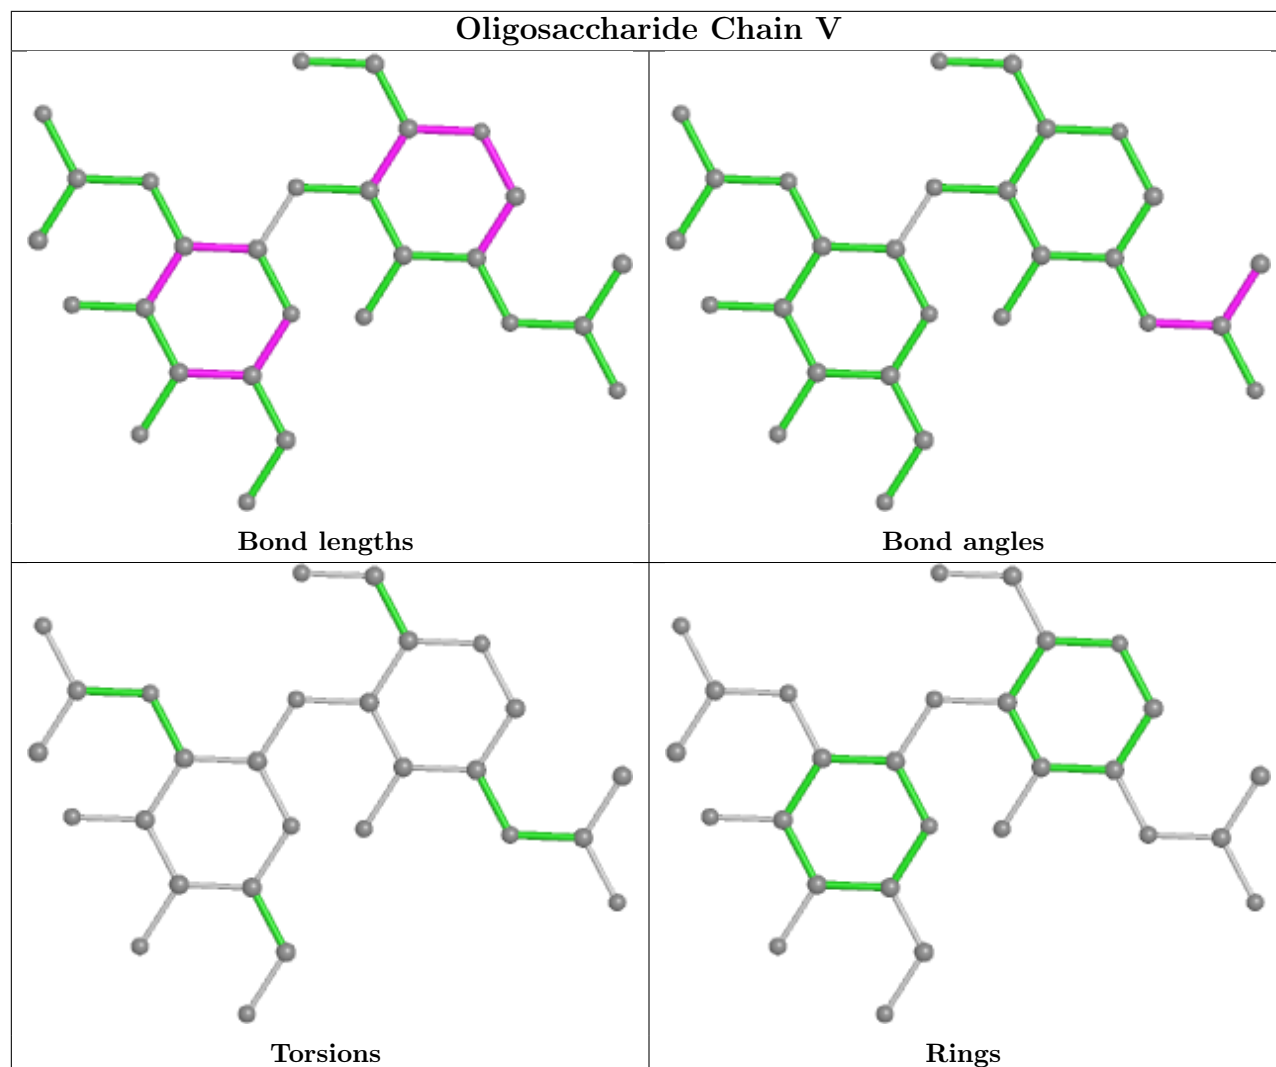 Oligosaccharide Chain V
Bond lengths
Bond angles
Torsions
Rings